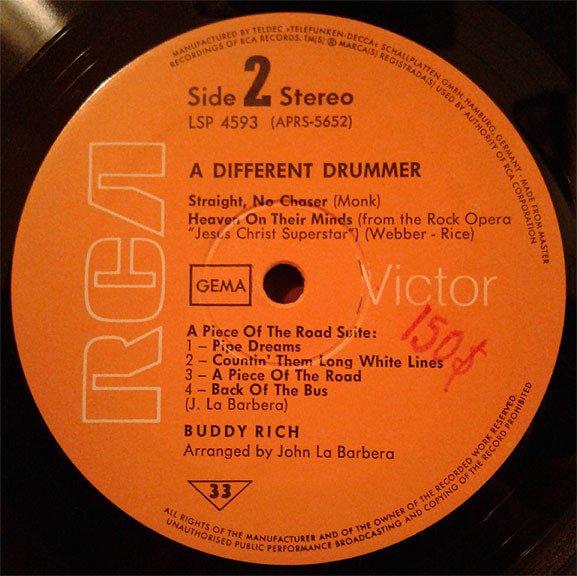 MANUFACTURED BY TELDEC »TELEFUNKEN-DECCA« SCHALLPLATTEN GMBH, HAMBURG, GERMANY - MADE FROM MASTER
RECORDINGS OF RCA RECORDS. TM(S) ® MARCA(S) REGISTRADA(S) USED BY AUTHORITY OF RCA CORPORATION
Side 2 Stereo
LSP 4593 (APRS-5652)
A DIFFERENT DRUMMER
Straight, No Chaser (Monk)
Heaven On Their Minds (from the Rock Opera
"Jesus Christ Superstar") (Webber - Rice)
RCA
GEMA
Victor
150$
A Piece Of The Road Suite:
1 – Pipe Dreams
2 – Countin' Them Long White Lines
3 – A Piece Of The Road
4 – Back Of The Bus
(J. La Barbera)
BUDDY RICH
Arranged by John La Barbera
33
ALL RIGHTS OF THE MANUFACTURER AND OF THE OWNER OF THE RECORDED WORK RESERVED.
UNAUTHORISED PUBLIC PERFORMANCE BROADCASTING AND COPYING OF THE RECORD PROHIBITED